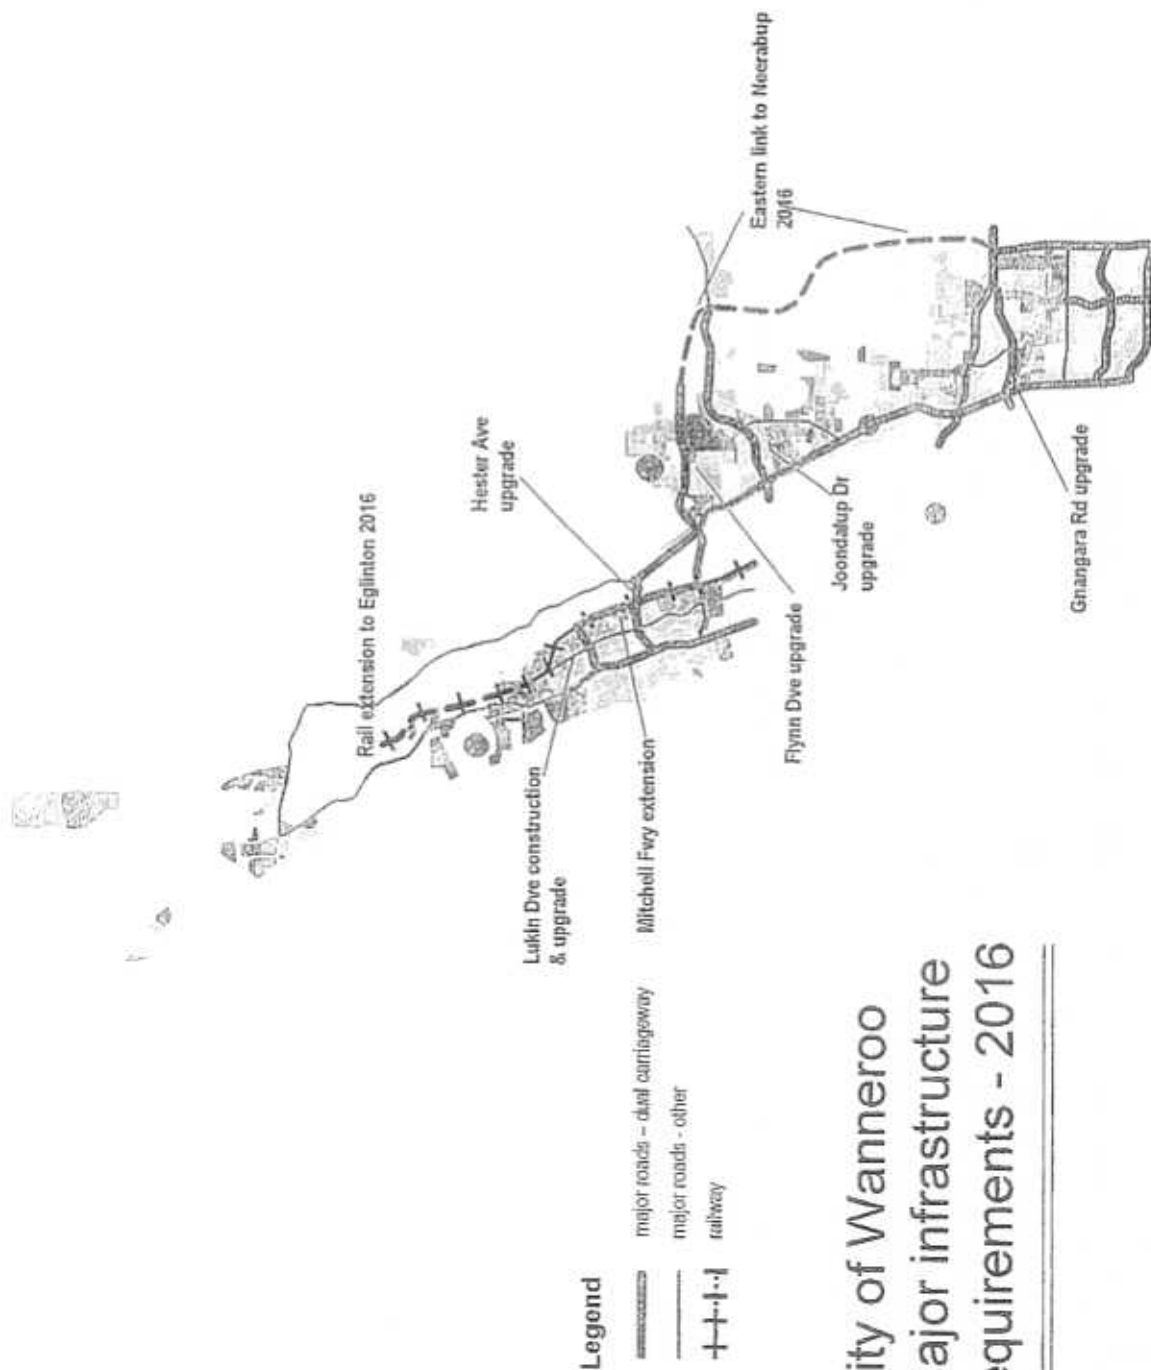 Rail extension to Eglinton 2016
Hester Ave
upgrade
Eastern link to Neerabup
2016
Lukin Dve construction
& upgrade
Mitchell Fwy extension
Flynn Dve upgrade
Joondalup Dr
upgrade
Gnangara Rd upgrade
Legend
major roads – dual carriageway
major roads - other
railway
ity of Wanneroo
ajor infrastructure
equirements - 2016